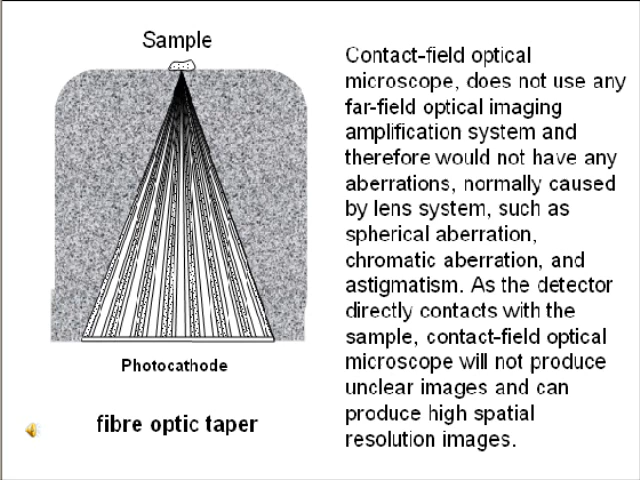 Sample
Photocathode
fibre optic taper
Contact-field optical
microscope, does not use any
far-field optical imaging
amplification system and
therefore would not have any
aberrations, normally caused
by lens system, such as
spherical aberration,
chromatic aberration, and
astigmatism. As the detector
directly contacts with the
sample, contact-field optical
microscope will not produce
unclear images and can
produce high spatial
resolution images.